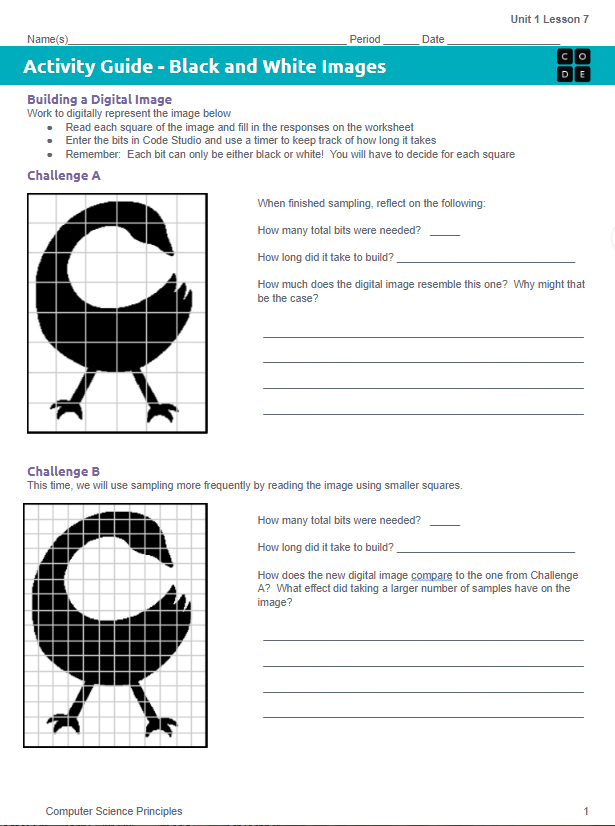 Unit 1 Lesson 7
Name(s)______________________________ Period ______ Date ________________
Activity Guide - Black and White Images
C O
D E
Building a Digital Image
Work to digitally represent the image below
● Read each square of the image and fill in the responses on the worksheet
● Enter the bits in Code Studio and use a timer to keep track of how long it takes
● Remember: Each bit can only be either black or white! You will have to decide for each square
Challenge A
When finished sampling, reflect on the following:
How many total bits were needed? _____
How long did it take to build? ______________________________
How much does the digital image resemble this one? Why might that
be the case?
Challenge B
This time, we will use sampling more frequently by reading the image using smaller squares.
How many total bits were needed? _____
How long did it take to build? ______________________________
How does the new digital image compare to the one from Challenge
A? What effect did taking a larger number of samples have on the
image?
Computer Science Principles 1